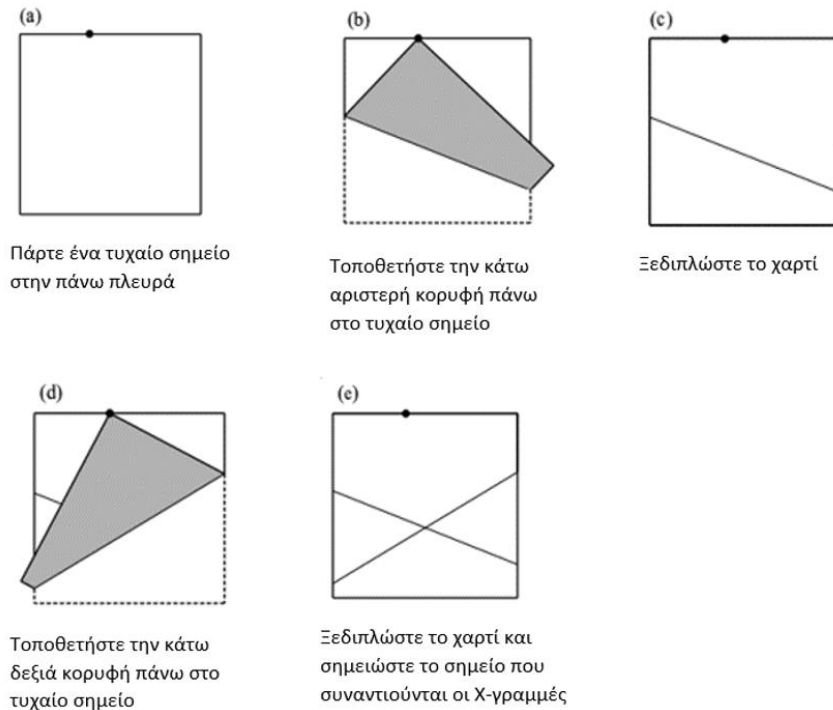 (a)
Πάρτε ένα τυχαίο σημείο
στην πάνω πλευρά
(b)
Τοποθετήστε την κάτω
αριστερή κορυφή πάνω
στο τυχαίο σημείο
(c)
Ξεδιπλώστε το χαρτί
(d)
Τοποθετήστε την κάτω
δεξιά κορυφή πάνω στο
τυχαίο σημείο
(e)
Ξεδιπλώστε το χαρτί και
σημειώστε το σημείο που
συναντιούνται οι Χ-γραμμές